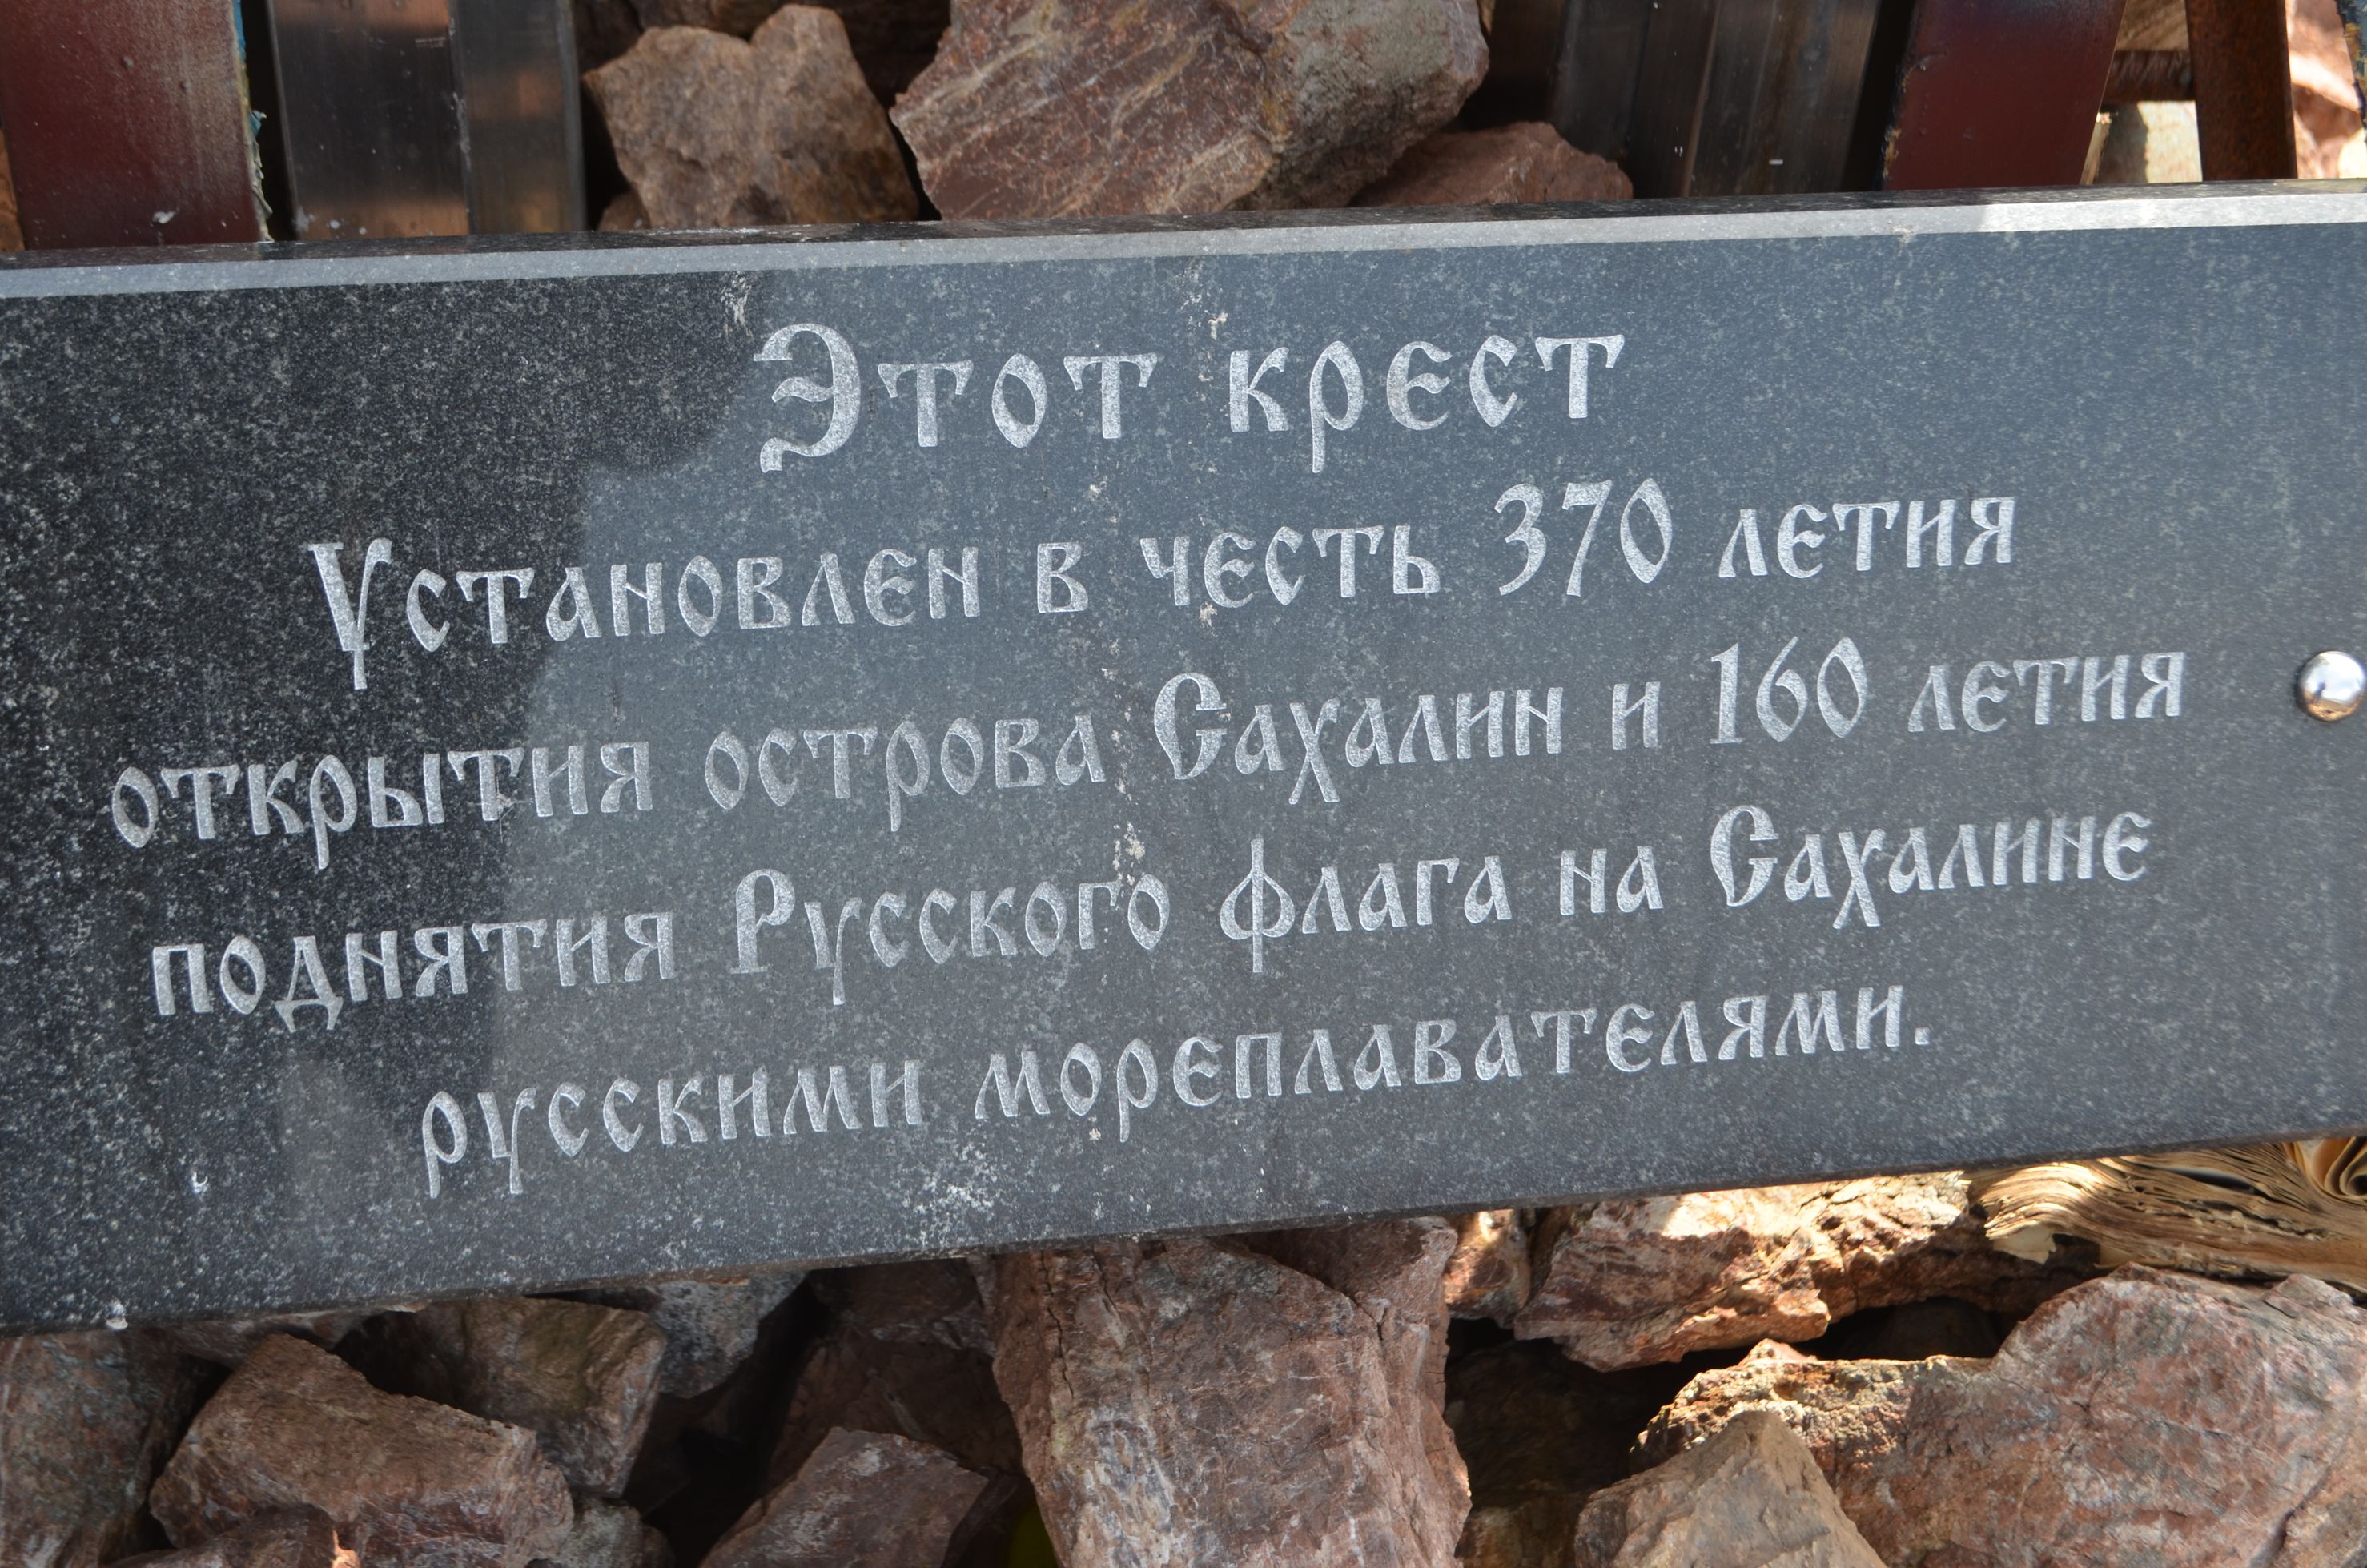 Этот крест
Установлен в честь 370 летия
открытия острова Сахалин и 160 летия
поднятия Русского флага на Сахалине
русскими мореплавателями.